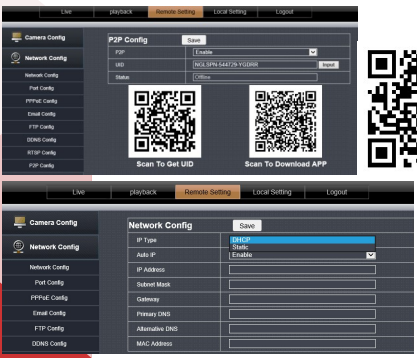 Live playback Remote Setting Local Setting Logout
Camera Config
Network Config
Network Config
Port Config
PPPoE Config
Email Config
FTP Config
DDNS Config
RTSP Config
P2P Config
P2P Config Save
P2P Enable
UID NGLSPN-544729-YGDRR Input
Status Offline
Scan To Get UID Scan To Download APP
Live playback Remote Setting Local Setting Logout
Camera Config
Network Config
Network Config
Port Config
PPPoE Config
Email Config
FTP Config
DDNS Config
Network Config Save
IP Type DHCP
Static
Auto IP Enable
IP Address
Subnet Mask
Gateway
Primary DNS
Alternative DNS
MAC Address